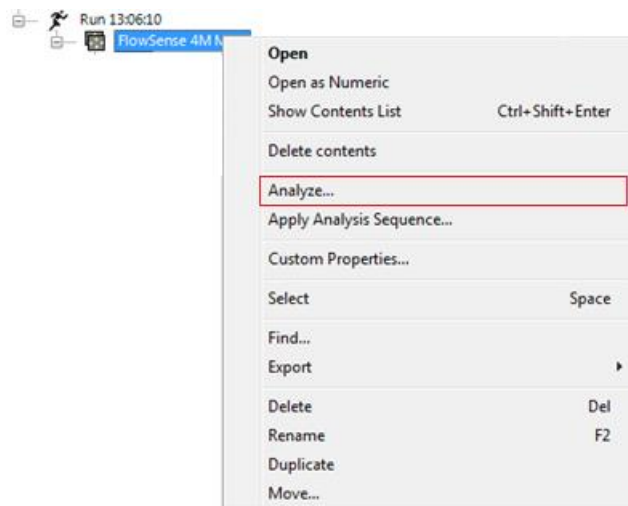 Run 13:06:10
FlowSense 4M
Open
Open as Numeric
Show Contents List Ctrl+Shift+Enter
Delete contents
Analyze...
Apply Analysis Sequence...
Custom Properties...
Select Space
Find...
Export
Delete Del
Rename F2
Duplicate
Move...